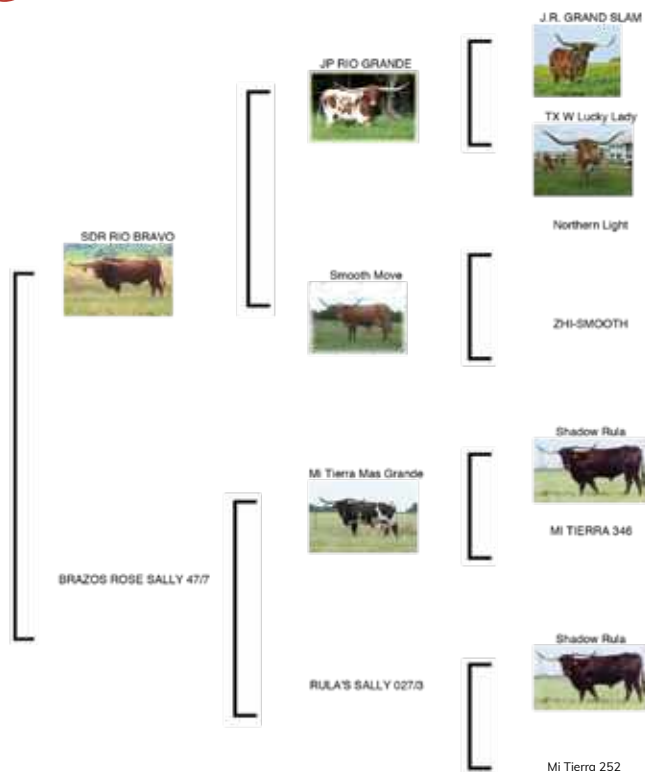 J.R. GRAND SLAM
JP RIO GRANDE
TX W Lucky Lady
Northern Light
SDR RIO BRAVO
Smooth Move
ZHI-SMOOTH
Shadow Rula
Mi Tierra Mas Grande
MI TIERRA 346
BRAZOS ROSE SALLY 47/7
Shadow Rula
RULA'S SALLY 027/3
Mi Tierra 252